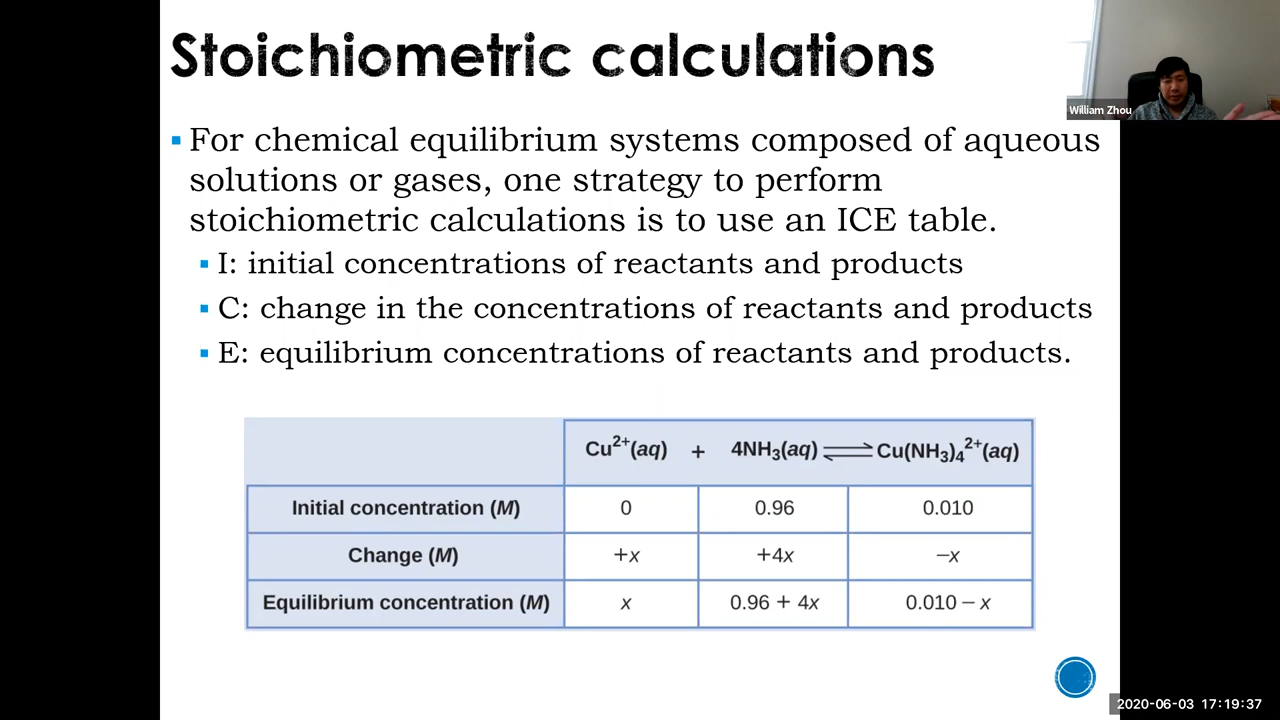 Stoichiometric calculations
William Zhou
▪ For chemical equilibrium systems composed of aqueous
solutions or gases, one strategy to perform
stoichiometric calculations is to use an ICE table.
▪ I: initial concentrations of reactants and products
▪ C: change in the concentrations of reactants and products
▪ E: equilibrium concentrations of reactants and products.
Cu²⁺(aq) + 4NH₃(aq) ⇌ Cu(NH₃)₄²⁺(aq)
Initial concentration (M) 0 0.96 0.010
Change (M) +x +4x −x
Equilibrium concentration (M) x 0.96 + 4x 0.010 − x
2020-06-03 17:19:37